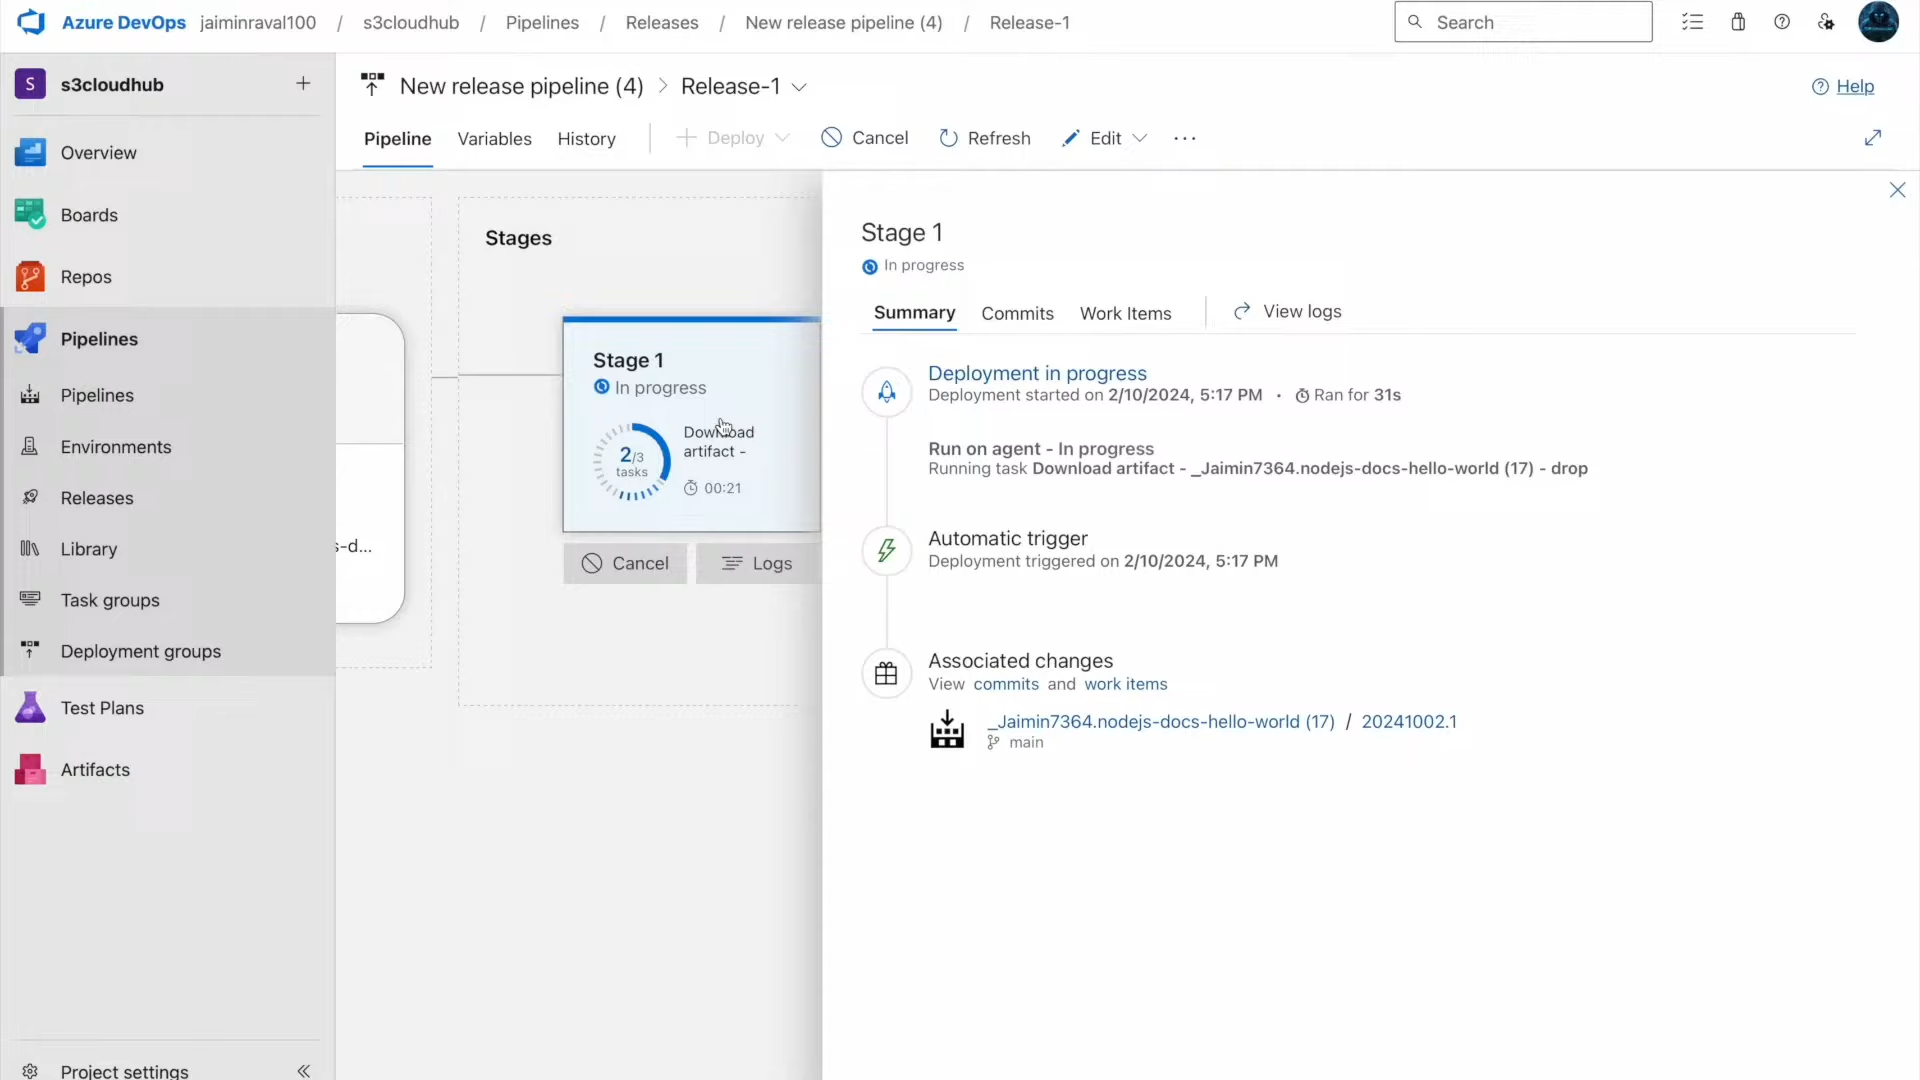 Azure DevOps jaiminraval100 / s3cloudhub / Pipelines / Releases / New release pipeline (4) / Release-1
Search
S s3cloudhub
New release pipeline (4) > Release-1
Help
Pipeline Variables History Deploy Cancel Refresh Edit ...
Overview
Boards
Repos
Pipelines
Pipelines
Environments
Releases
Library
Task groups
Deployment groups
Test Plans
Artifacts
Project settings
s-d...
Stages
Stage 1
In progress
2/3
tasks
Download
artifact -
00:21
Cancel
Logs
Stage 1
In progress
Summary Commits Work Items View logs
Deployment in progress
Deployment started on 2/10/2024, 5:17 PM • Ran for 31s
Run on agent - In progress
Running task Download artifact - _Jaimin7364.nodejs-docs-hello-world (17) - drop
Automatic trigger
Deployment triggered on 2/10/2024, 5:17 PM
Associated changes
View commits and work items
_Jaimin7364.nodejs-docs-hello-world (17) / 20241002.1
main